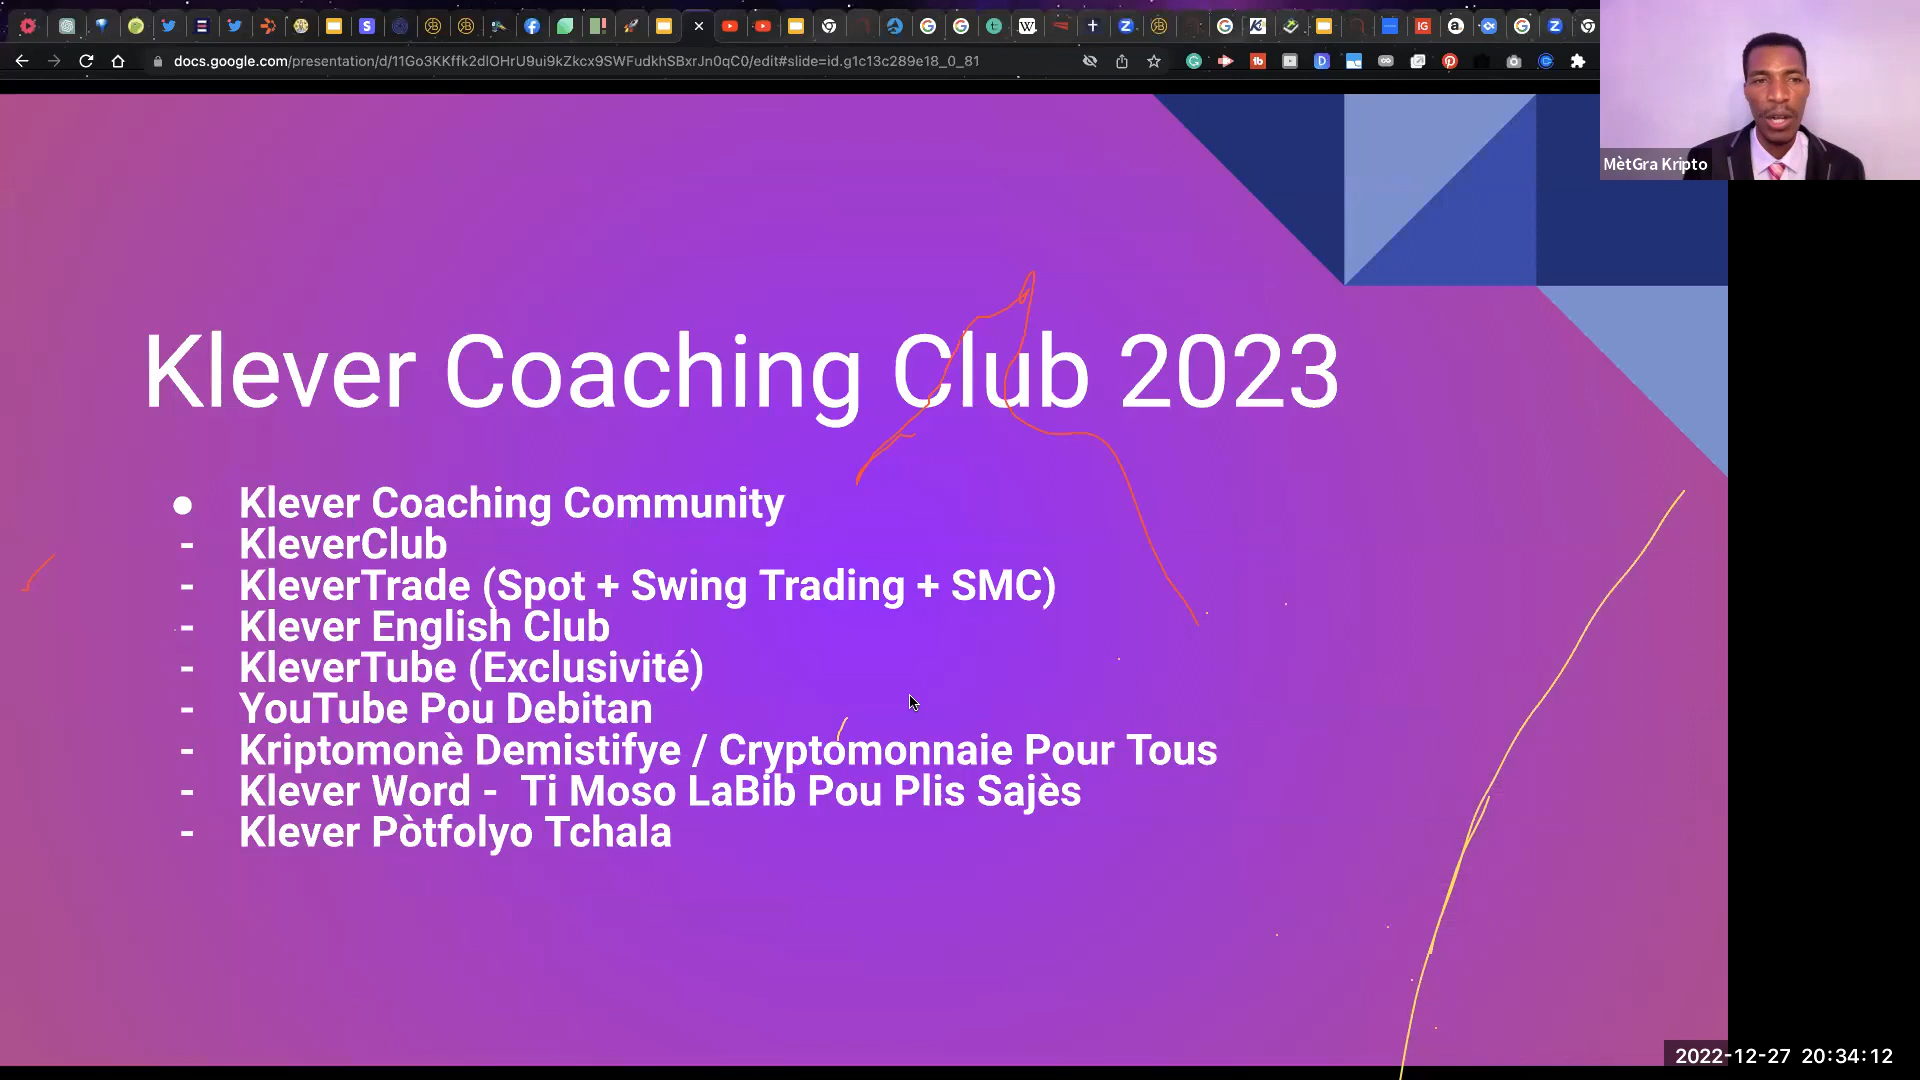 docs.google.com/presentation/d/11Go3KKffk2dlOHrU9ui9kZkcx9SWFudkhSBxrJn0qC0/edit#slide=id.g1c13c289e18_0_81
MètGra Kripto
Klever Coaching Club 2023
● Klever Coaching Community
- KleverClub
- KleverTrade (Spot + Swing Trading + SMC)
- Klever English Club
- KleverTube (Exclusivité)
- YouTube Pou Debitan
- Kriptomonè Demistifye / Cryptomonnaie Pour Tous
- Klever Word - Ti Moso LaBib Pou Plis Sajès
- Klever Pòtfolyo Tchala
2022-12-27 20:34:12